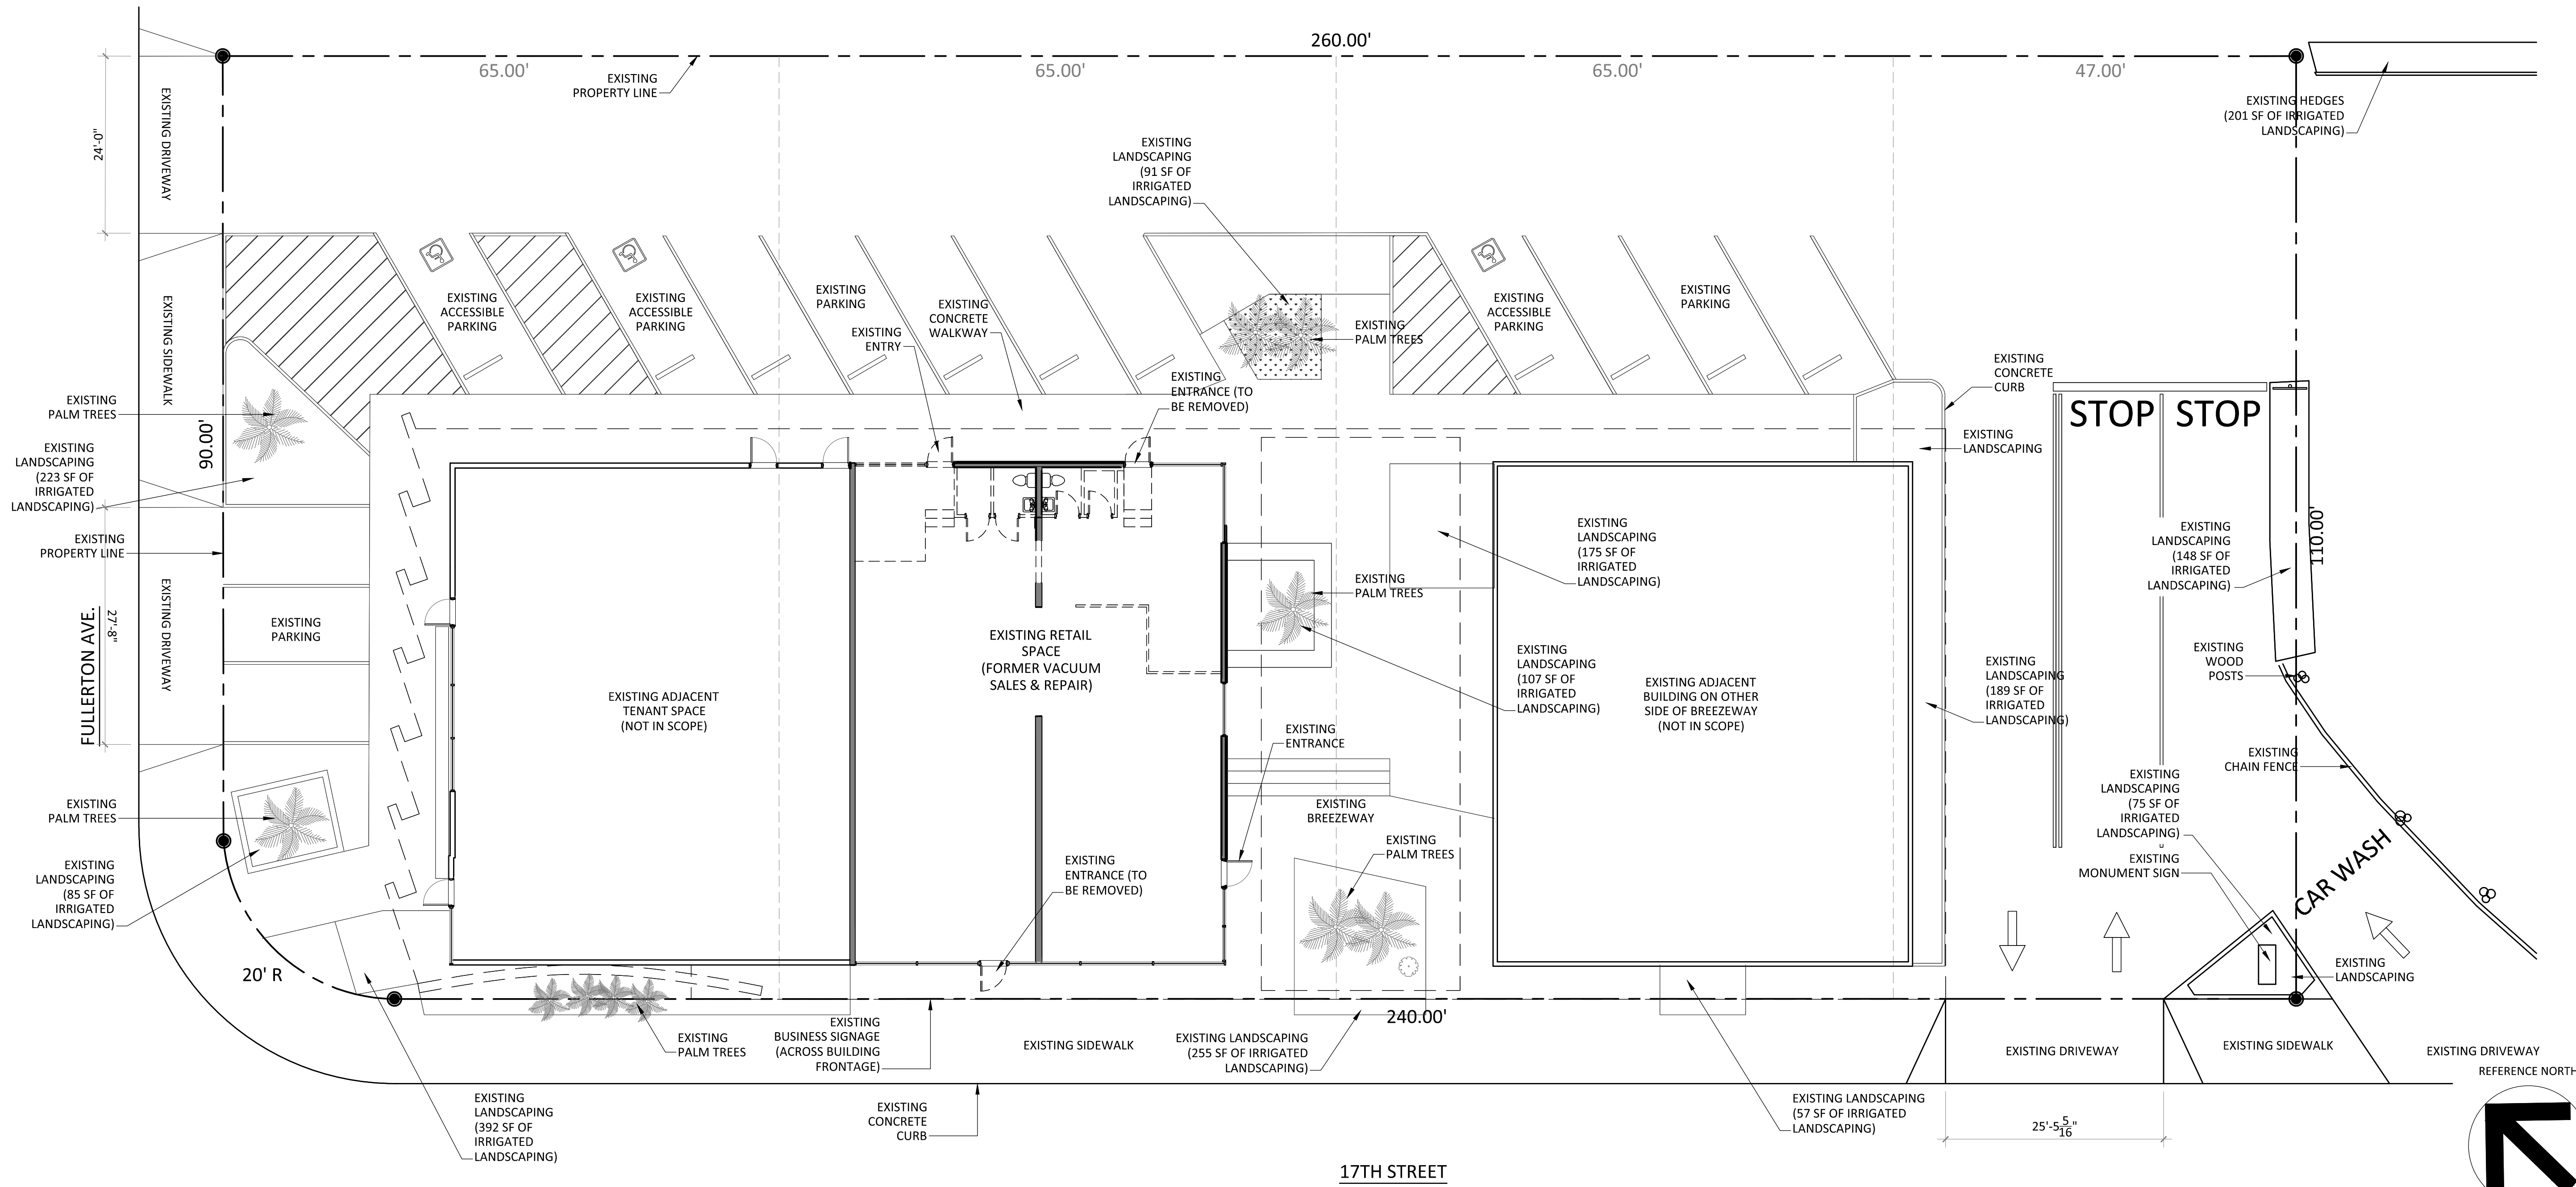 260.00'
65.00'
65.00'
65.00'
47.00'
EXISTING
PROPERTY LINE
EXISTING DRIVEWAY
24'-0"
EXISTING HEDGES
(201 SF OF IRRIGATED
LANDSCAPING)
EXISTING
LANDSCAPING
(91 SF OF
IRRIGATED
LANDSCAPING)
EXISTING SIDEWALK
EXISTING
ACCESSIBLE
PARKING
EXISTING
ACCESSIBLE
PARKING
EXISTING
PARKING
EXISTING
ENTRY
EXISTING
CONCRETE
WALKWAY
EXISTING
PALM TREES
EXISTING
ACCESSIBLE
PARKING
EXISTING
PARKING
EXISTING
ENTRANCE (TO
BE REMOVED)
EXISTING
CONCRETE
CURB
STOP
STOP
EXISTING
PALM TREES
90.00'
EXISTING
LANDSCAPING
(223 SF OF
IRRIGATED
LANDSCAPING)
EXISTING
LANDSCAPING
EXISTING
PROPERTY LINE
EXISTING
LANDSCAPING
(175 SF OF
IRRIGATED
LANDSCAPING)
EXISTING
LANDSCAPING
(148 SF OF
IRRIGATED
LANDSCAPING)
110.00'
EXISTING
PALM TREES
FULLERTON AVE.
27'-8"
EXISTING DRIVEWAY
EXISTING
PARKING
EXISTING ADJACENT
TENANT SPACE
(NOT IN SCOPE)
EXISTING RETAIL
SPACE
(FORMER VACUUM
SALES & REPAIR)
EXISTING
LANDSCAPING
(107 SF OF
IRRIGATED
LANDSCAPING)
EXISTING ADJACENT
BUILDING ON OTHER
SIDE OF BREEZEWAY
(NOT IN SCOPE)
EXISTING
LANDSCAPING
(189 SF OF
IRRIGATED
LANDSCAPING)
EXISTING
WOOD
POSTS
EXISTING
ENTRANCE
EXISTING
CHAIN FENCE
EXISTING
LANDSCAPING
(75 SF OF
IRRIGATED
LANDSCAPING)
EXISTING
PALM TREES
EXISTING
BREEZEWAY
EXISTING
PALM TREES
EXISTING
MONUMENT SIGN
CAR WASH
EXISTING
LANDSCAPING
(85 SF OF
IRRIGATED
LANDSCAPING)
EXISTING
ENTRANCE (TO
BE REMOVED)
20' R
EXISTING
LANDSCAPING
240.00'
EXISTING
PALM TREES
EXISTING
BUSINESS SIGNAGE
(ACROSS BUILDING
FRONTAGE)
EXISTING SIDEWALK
EXISTING LANDSCAPING
(255 SF OF IRRIGATED
LANDSCAPING)
EXISTING DRIVEWAY
EXISTING SIDEWALK
EXISTING DRIVEWAY
REFERENCE NORTH
EXISTING
LANDSCAPING
(392 SF OF
IRRIGATED
LANDSCAPING)
EXISTING
CONCRETE
CURB
EXISTING LANDSCAPING
(57 SF OF IRRIGATED
LANDSCAPING)
25'-5 5/16"
17TH STREET